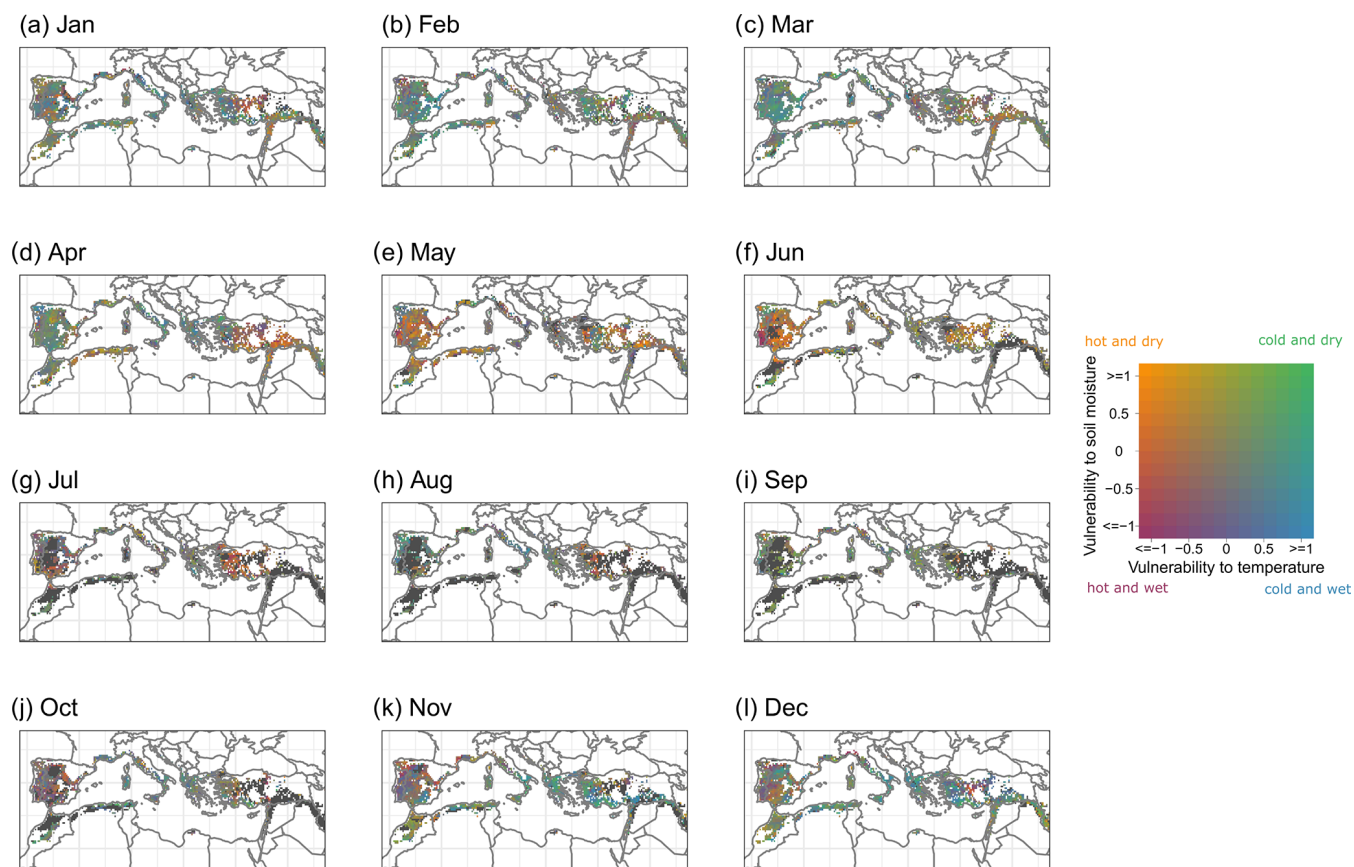 (a) Jan
(b) Feb
(c) Mar
(d) Apr
(e) May
(f) Jun
hot and dry
cold and dry
Vulnerability to soil moisture
>=1
0.5
0
−0.5
<=−1
<=−1 −0.5 0 0.5 >=1
Vulnerability to temperature
hot and wet
cold and wet
(g) Jul
(h) Aug
(i) Sep
(j) Oct
(k) Nov
(l) Dec